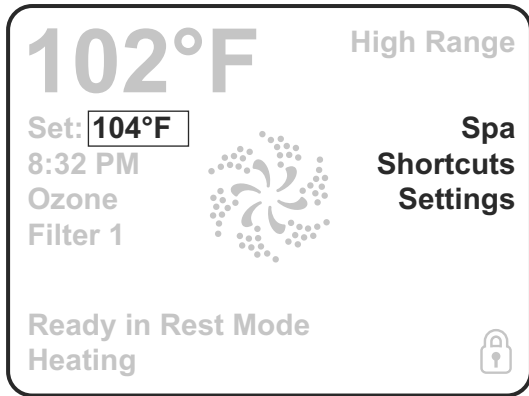 102°F
High Range
Set: 104°F
8:32 PM
Ozone
Filter 1
Spa
Shortcuts
Settings
Ready in Rest Mode
Heating